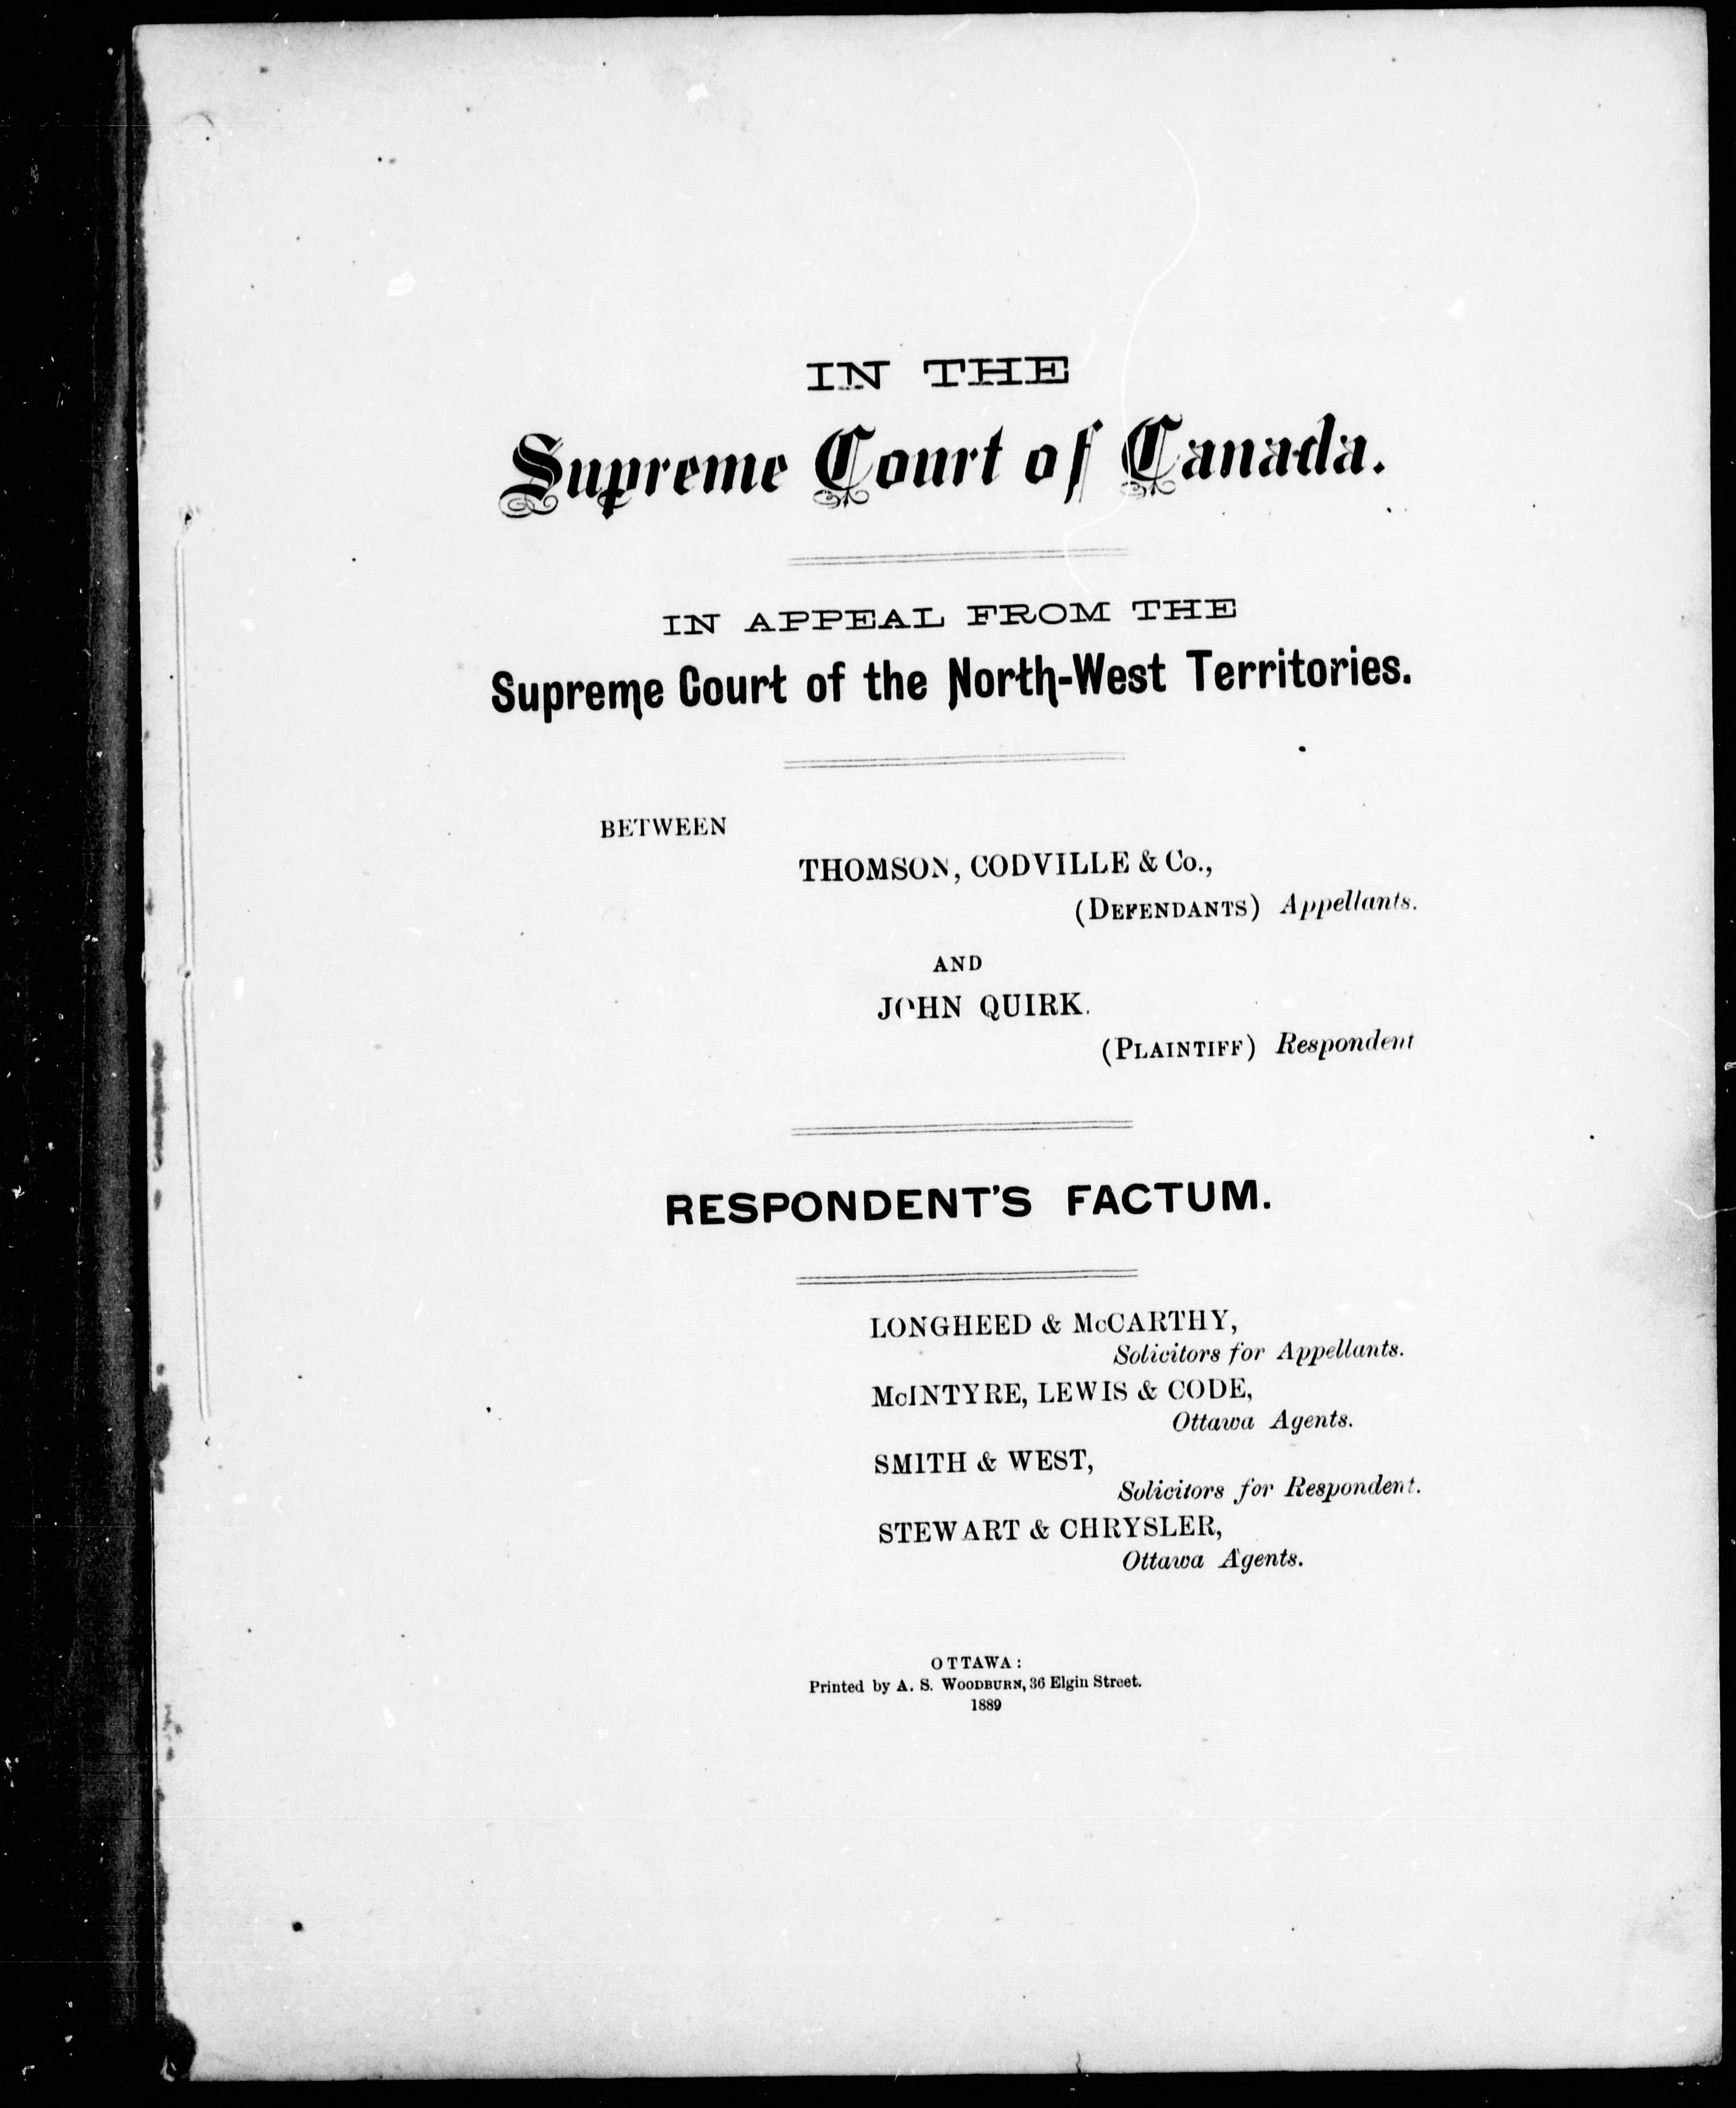 IN THE
Supreme Court of Canada.
IN APPEAL FROM THE
Supreme Court of the North-West Territories.
BETWEEN
THOMSON, CODVILLE & Co.,
(DEFENDANTS) Appellants.
AND
JOHN QUIRK.
(PLAINTIFF) Respondent
RESPONDENT'S FACTUM.
LONGHEED & McCARTHY,
Solicitors for Appellants.
McINTYRE, LEWIS & CODE,
Ottawa Agents.
SMITH & WEST,
Solicitors for Respondent.
STEWART & CHRYSLER,
Ottawa Agents.
OTTAWA:
Printed by A. S. WOODBURN, 36 Elgin Street.
1889